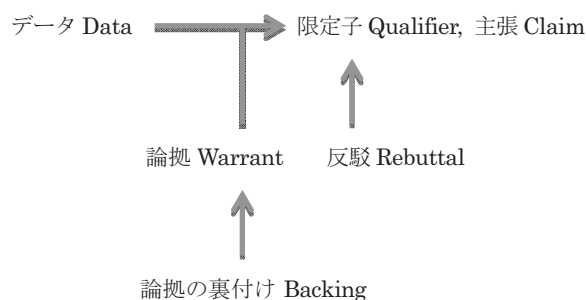 データ Data
限定子 Qualifier, 主張 Claim
論拠 Warrant
反駁 Rebuttal
論拠の裏付け Backing